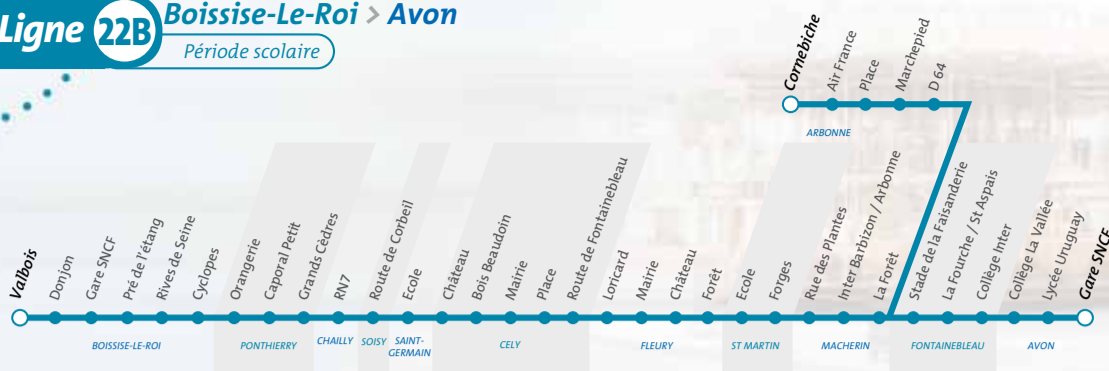 Ligne 22B
Boissise-Le-Roi > Avon
Période scolaire
Cornebiche
Air France
Place
Marchepied
D 64
ARBONNE
Valbois
Donjon
Gare SNCF
Pré de l'étang
Rives de Seine
Cyclopes
Orangerie
Caporal Petit
Grands Cèdres
RN7
Route de Corbeil
Ecole
Château
Bois Beaudoin
Mairie
Place
Route de Fontainebleau
Loricard
Mairie
Château
Forêt
Ecole
Forges
Rue des Plantes
Inter Barbizon / Arbonne
La Forêt
Stade de la Faisanderie
La Fourche / St Aspais
Collège Inter
Collège La Vallée
Lycée Uruguay
Gare SNCF
BOISSISE-LE-ROI
PONTHIERRY
CHAILLY
SOISY
SAINT-
GERMAIN
CELY
FLEURY
ST MARTIN
MACHERIN
FONTAINEBLEAU
AVON